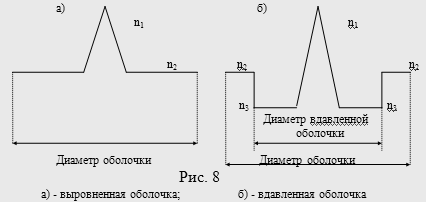 а)
n1
n2
Диаметр оболочки
б)
n1
n2
n2
n3
n3
Диаметр вдавленной
оболочки
Диаметр оболочки
Рис. 8
а) - выровненная оболочка;
б) - вдавленная оболочка